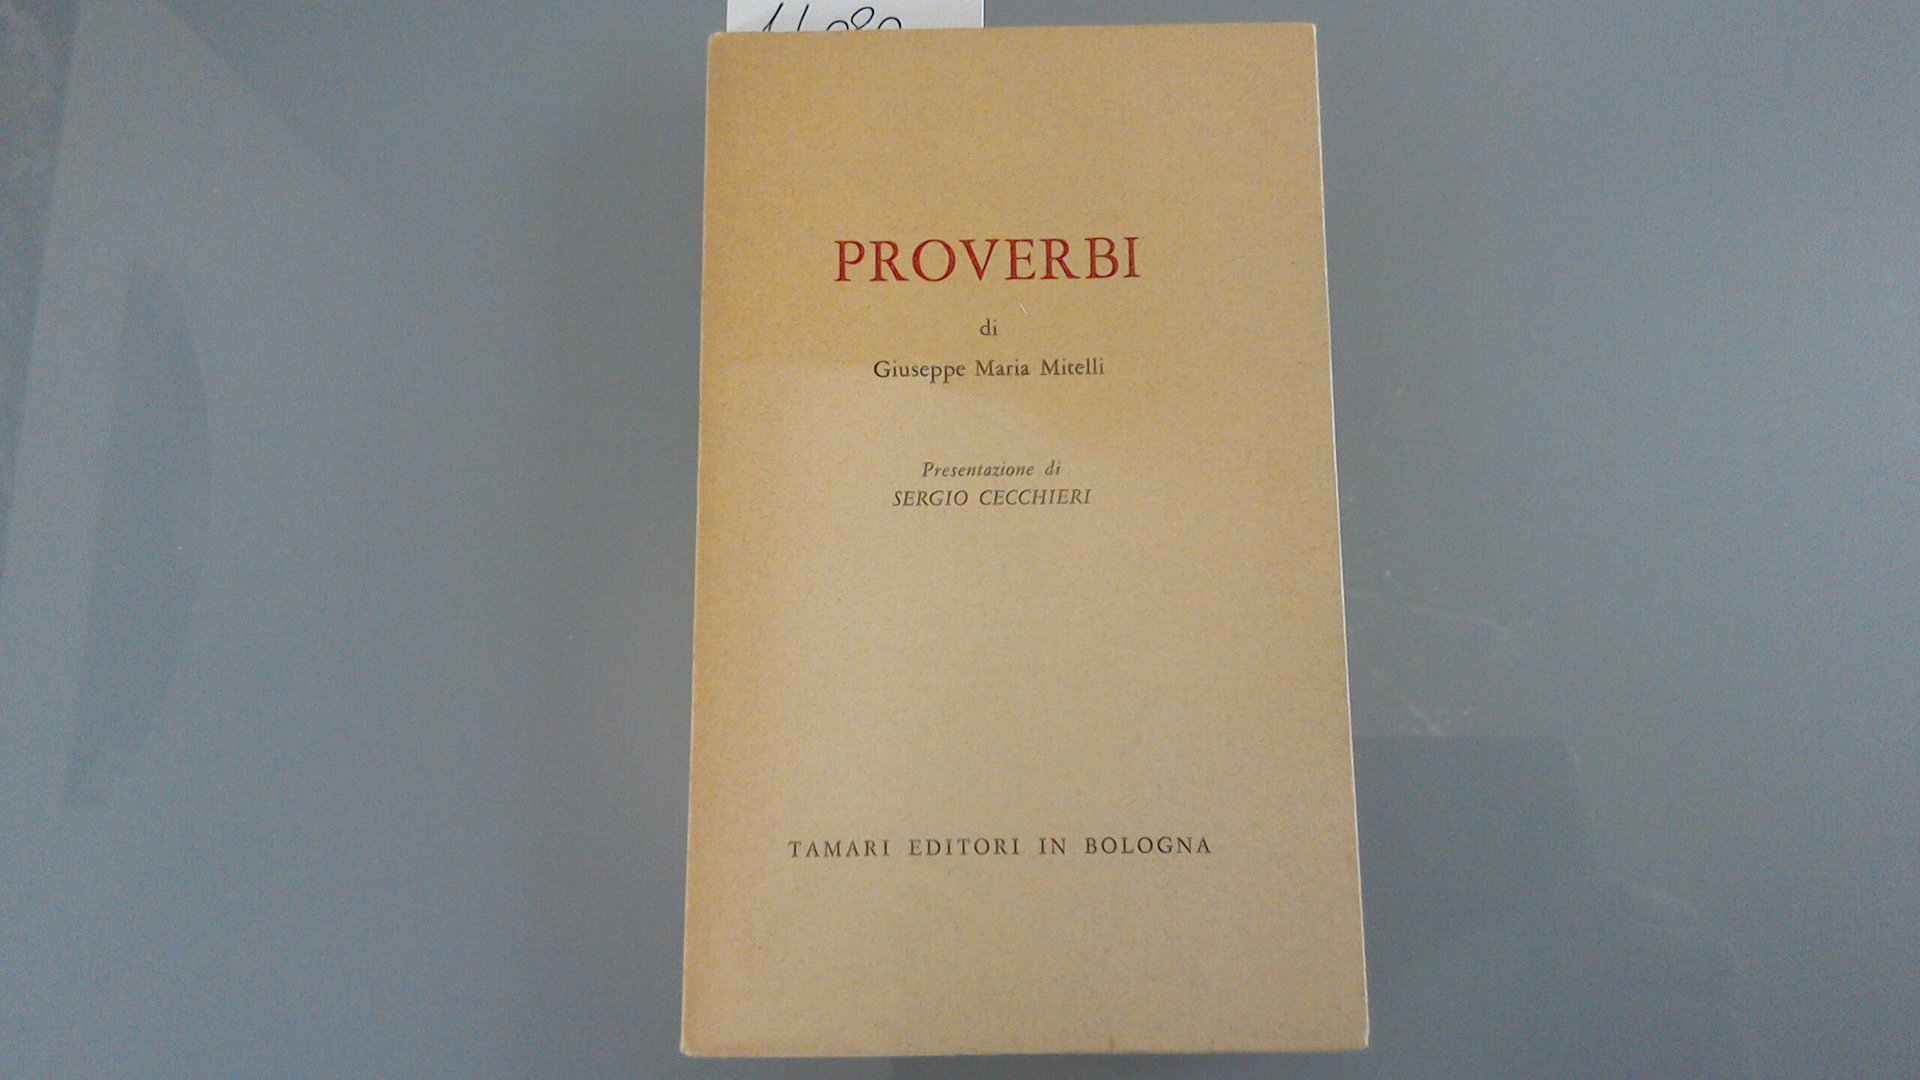 PROVERBI
di
Giuseppe Maria Mitelli
Presentazione di
SERGIO CECCHIERI
TAMARI EDITORI IN BOLOGNA